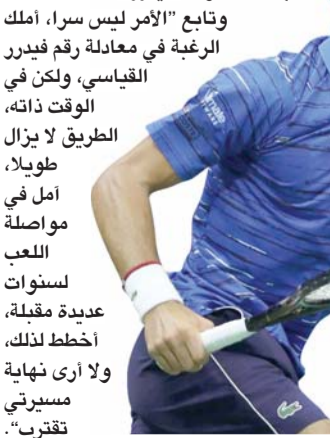 وتابع ”الأمر ليس سرا، أملك
الرغبة في معادلة رقم فيدرر
القياسي، ولكن في
الوقت ذاته،
الطريق لا يزال
طويلا،
آمل في
مواصلة
اللعب
لسنوات
عديدة مقبلة،
أخطط لذلك،
ولا أرى نهاية
مسيرتي
تقترب“.